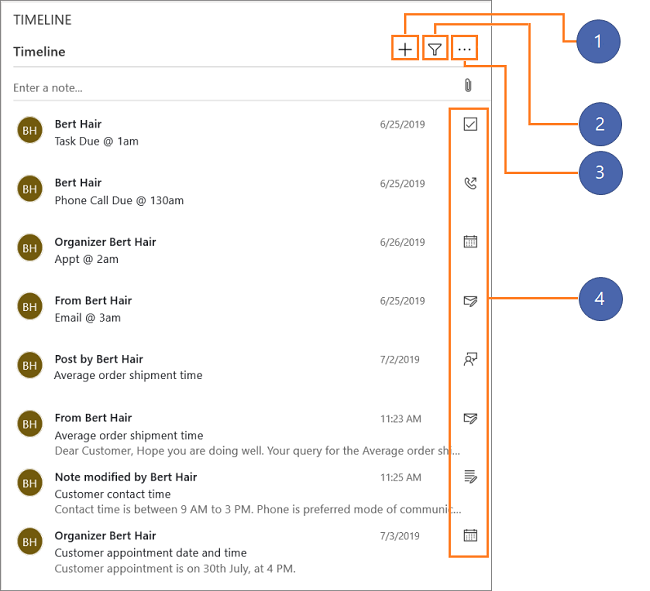 TIMELINE
Timeline
Enter a note...
BH Bert Hair 6/25/2019
Task Due @ 1am
BH Bert Hair 6/25/2019
Phone Call Due @ 130am
BH Organizer Bert Hair 6/26/2019
Appt @ 2am
BH From Bert Hair 6/25/2019
Email @ 3am
BH Post by Bert Hair 7/2/2019
Average order shipment time
BH From Bert Hair 11:23 AM
Average order shipment time
Dear Customer, Hope you are doing well. Your query for the Average order shi...
BH Note modified by Bert Hair 11:25 AM
Customer contact time
Contact time is between 9 AM to 3 PM. Phone is preferred mode of communic...
BH Organizer Bert Hair 7/3/2019
Customer appointment date and time
Customer appointment is on 30th July, at 4 PM.
1
2
3
4